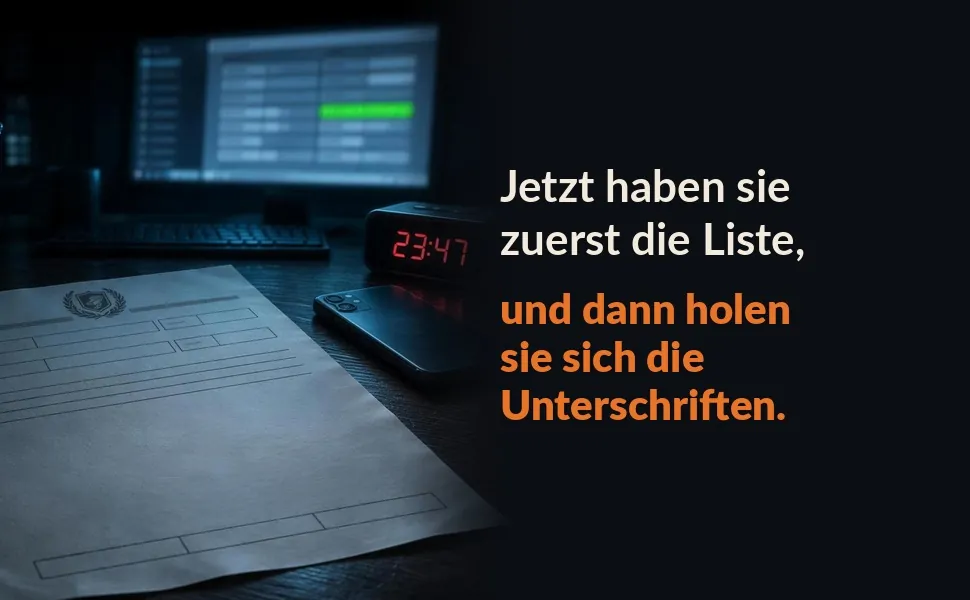 23:47
Jetzt haben sie
zuerst die Liste,
und dann holen
sie sich die
Unterschriften.